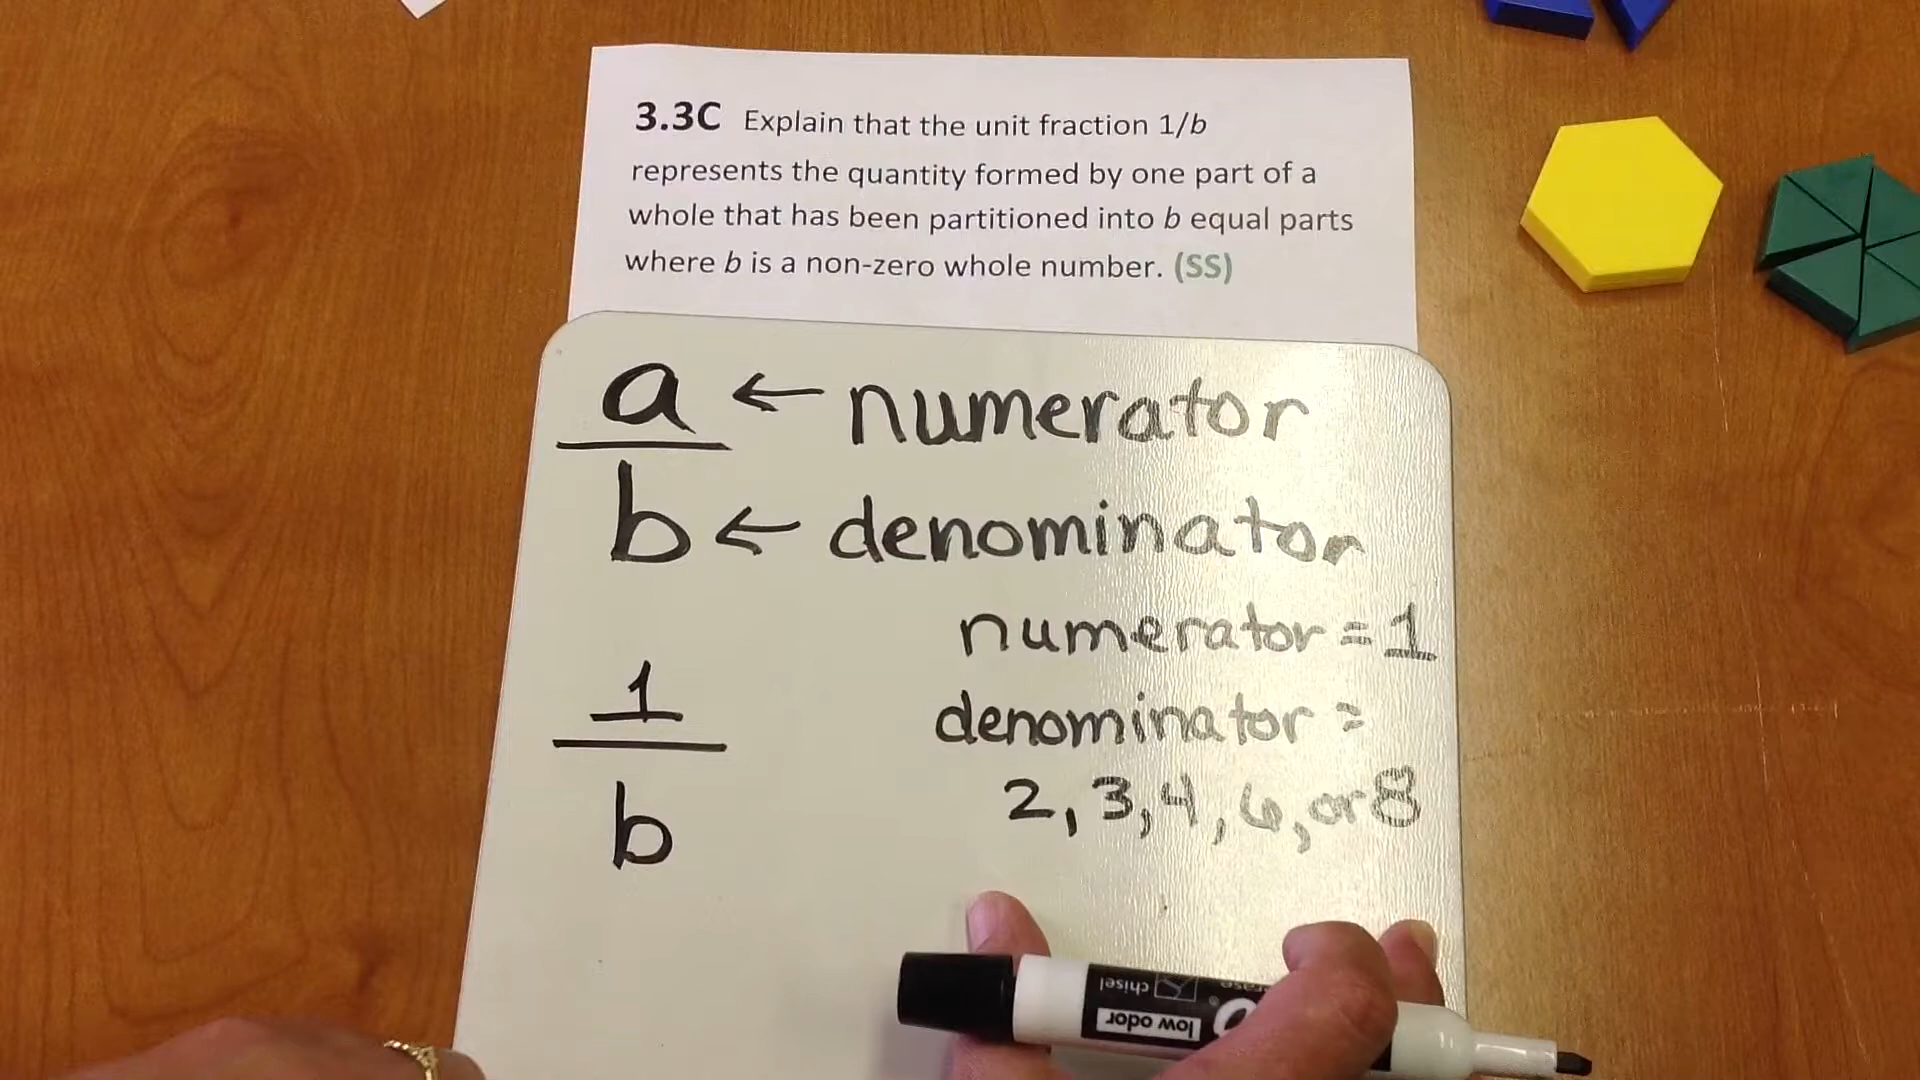 3.3C Explain that the unit fraction 1/b
represents the quantity formed by one part of a
whole that has been partitioned into b equal parts
where b is a non-zero whole number. (SS)
a ← numerator
b ← denominator
numerator = 1
denominator =
2, 3, 4, 6, or 8
1
b
chisel
low odor